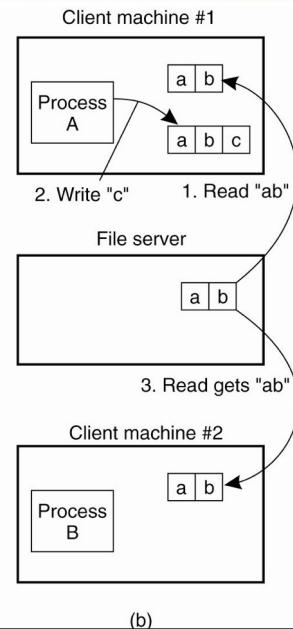 Client machine #1
a b
Process
A
a b c
2. Write "c"
1. Read "ab"
File server
a b
3. Read gets "ab"
Client machine #2
a b
Process
B
(b)